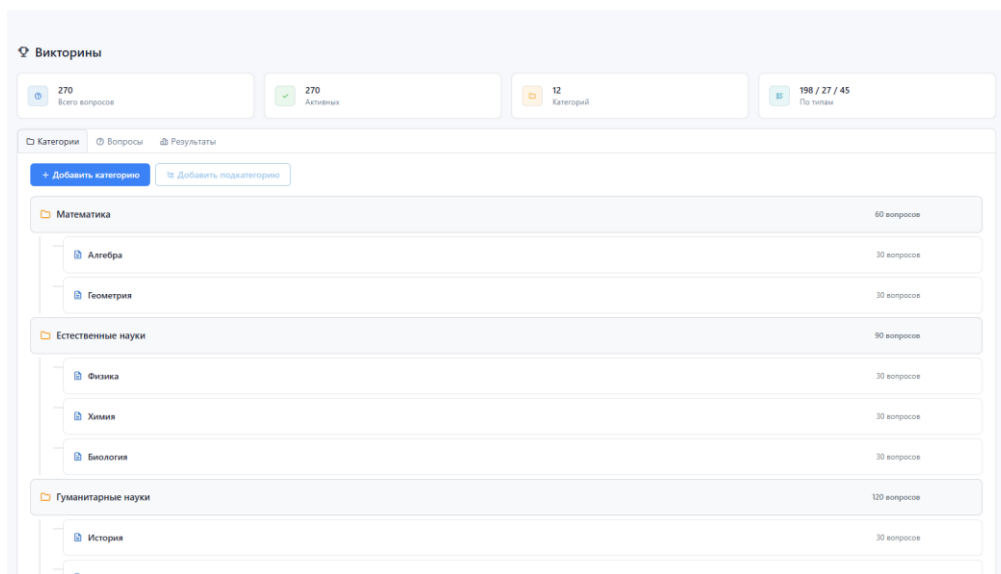 Викторины
270
Всего вопросов
270
Активных
12
Категорий
198 / 27 / 45
По типам
Категории Вопросы Результаты
+ Добавить категорию Добавить подкатегорию
Математика 60 вопросов
Алгебра 30 вопросов
Геометрия 30 вопросов
Естественные науки 90 вопросов
Физика 30 вопросов
Химия 30 вопросов
Биология 30 вопросов
Гуманитарные науки 120 вопросов
История 30 вопросов